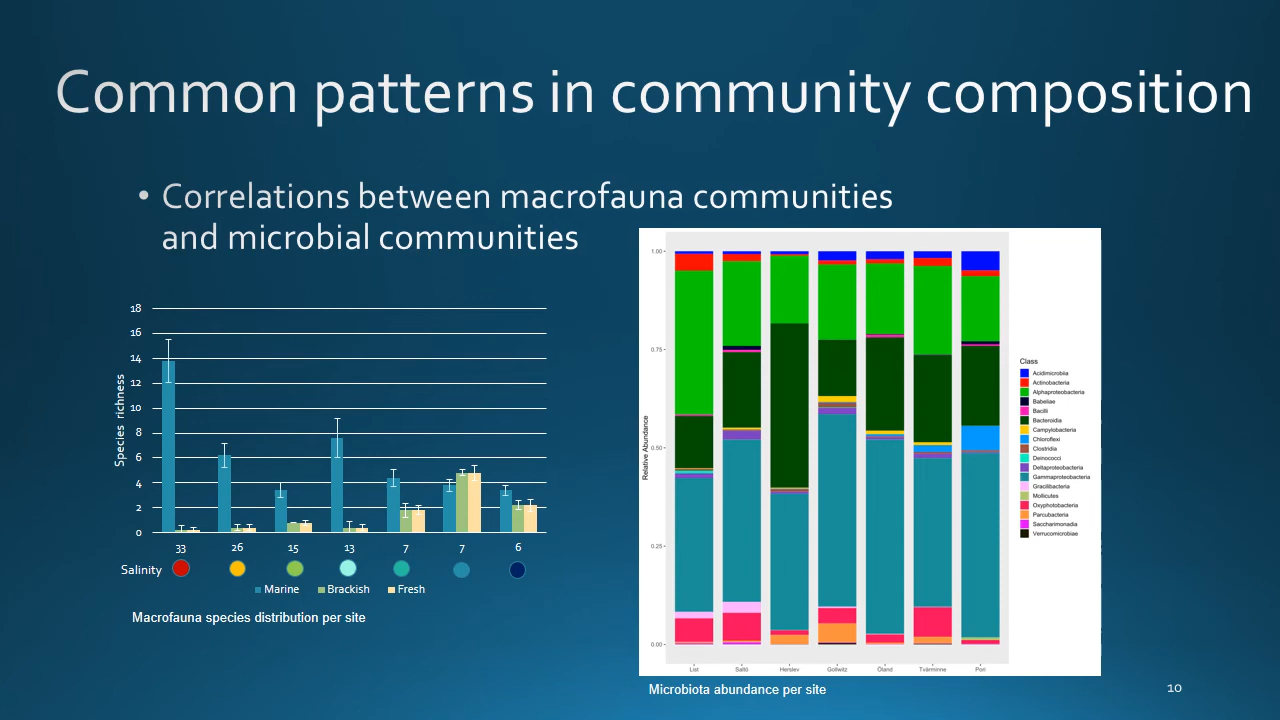 Common patterns in community composition
• Correlations between macrofauna communities
and microbial communities
18
16
14
12
10
8
6
4
2
0
Species richness
33 26 15 13 7 7 6
Salinity
Marine Brackish Fresh
Macrofauna species distribution per site
1.00
0.75
0.50
0.25
0.00
Relative Abundance
List Saltö Herslev Gollwitz Öland Tvärminne Pori
Class
Acidimicrobiia
Actinobacteria
Alphaproteobacteria
Babeliae
Bacilli
Bacteroidia
Campylobacteria
Chloroflexi
Clostridia
Deinococci
Deltaproteobacteria
Gammaproteobacteria
Gracilibacteria
Mollicutes
Oxyphotobacteria
Parcubacteria
Saccharimonadia
Verrucomicrobiae
Microbiota abundance per site
10